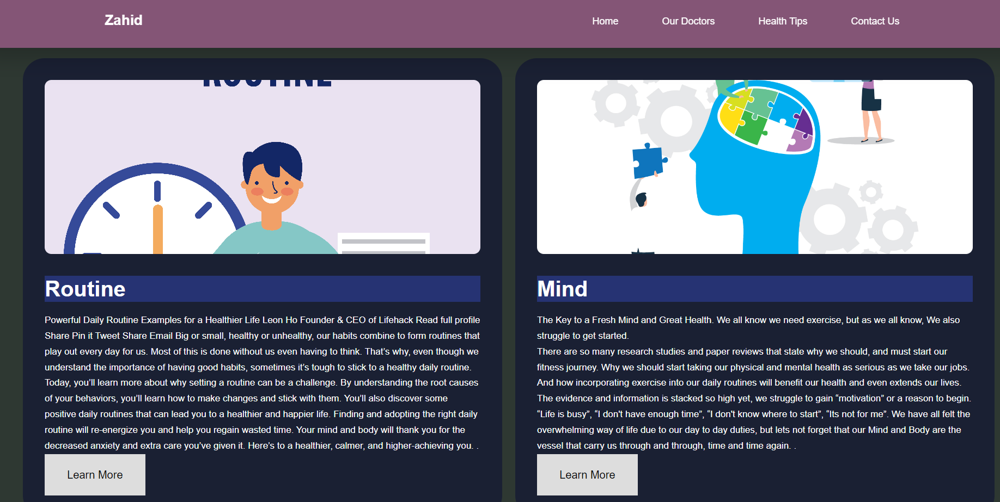 Zahid
Home
Our Doctors
Health Tips
Contact Us
ROUTINE
Routine
Powerful Daily Routine Examples for a Healthier Life Leon Ho Founder & CEO of Lifehack Read full profile
Share Pin it Tweet Share Email Big or small, healthy or unhealthy, our habits combine to form routines that
play out every day for us. Most of this is done without us even having to think. That’s why, even though we
understand the importance of having good habits, sometimes it’s tough to stick to a healthy daily routine.
Today, you’ll learn more about why setting a routine can be a challenge. By understanding the root causes
of your behaviors, you’ll learn how to make changes and stick with them. You’ll also discover some
positive daily routines that can lead you to a healthier and happier life. Finding and adopting the right daily
routine will re-energize you and help you regain wasted time. Your mind and body will thank you for the
decreased anxiety and extra care you’ve given it. Here’s to a healthier, calmer, and higher-achieving you. .
Learn More
Mind
The Key to a Fresh Mind and Great Health. We all know we need exercise, but as we all know, We also
struggle to get started.
There are so many research studies and paper reviews that state why we should, and must start our
fitness journey. Why we should start taking our physical and mental health as serious as we take our jobs.
And how incorporating exercise into our daily routines will benefit our health and even extends our lives.
The evidence and information is stacked so high yet, we struggle to gain “motivation” or a reason to begin.
“Life is busy”, “I don't have enough time”, “I don't know where to start”, “Its not for me”. We have all felt the
overwhelming way of life due to our day to day duties, but lets not forget that our Mind and Body are the
vessel that carry us through and through, time and time again. .
Learn More